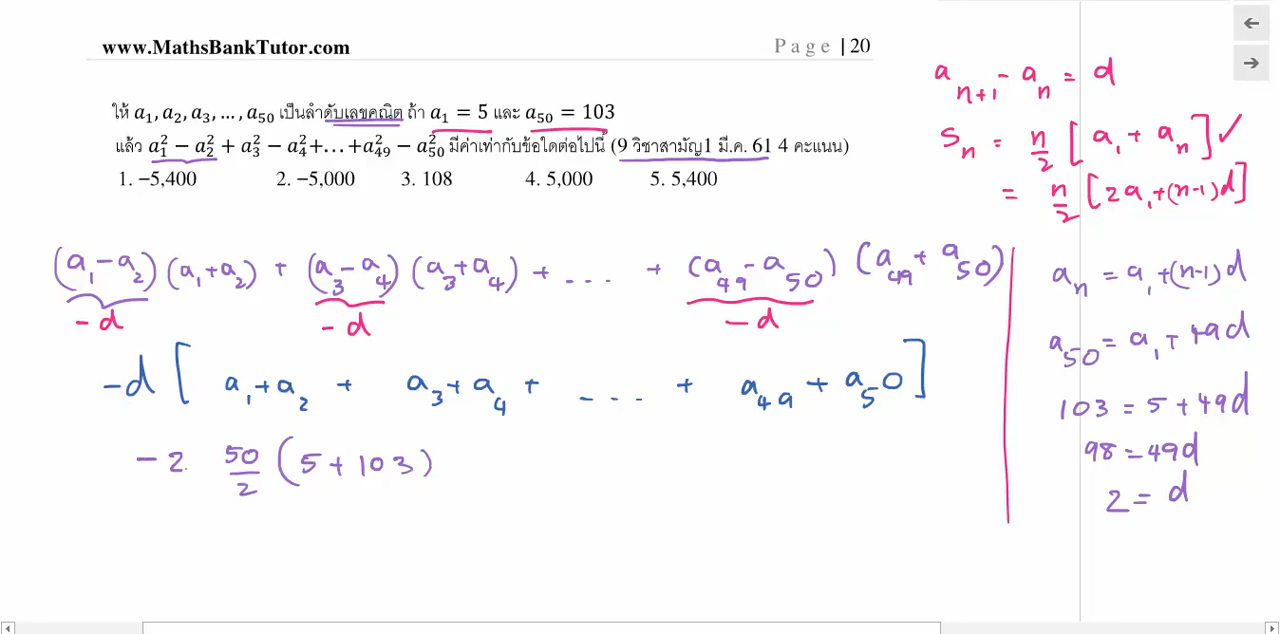 www.MathsBankTutor.com
Page | 20
ให้ a₁, a₂, a₃, ..., a₅₀ เป็นลำดับเลขคณิต ถ้า a₁ = 5 และ a₅₀ = 103
แล้ว a₁² − a₂² + a₃² − a₄²+...+a₄₉² − a₅₀² มีค่าเท่ากับข้อใดต่อไปนี้ (9 วิชาสามัญ1 มี.ค. 61 4 คะแนน)
1. −5,400 2. −5,000 3. 108 4. 5,000 5. 5,400
(a₁ − a₂)(a₁+a₂) + (a₃ − a₄)(a₃+a₄) + ... + (a₄₉ − a₅₀)(a₄₉ + a₅₀)
−d −d −d
−d [ a₁+a₂ + a₃+a₄ + ... + a₄₉ + a₅₀ ]
−2 50/2 (5+103)
aₙ₊₁ − aₙ = d
Sₙ = n/2 [a₁ + aₙ] ✓
= n/2 [2a₁+(n−1)d]
aₙ = a₁+(n−1)d
a₅₀ = a₁+49d
103 = 5+49d
98 = 49d
2 = d